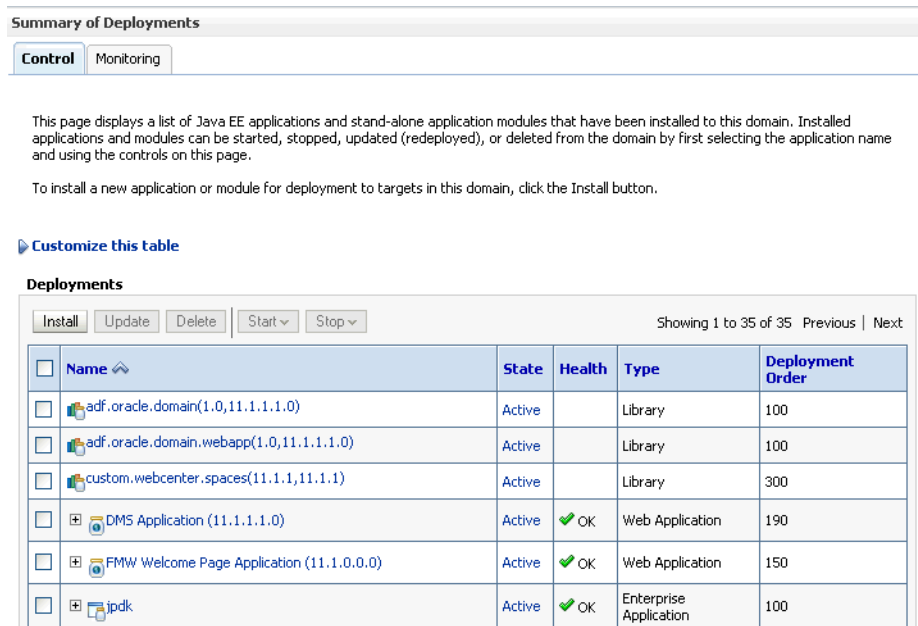 Summary of Deployments
Control Monitoring
This page displays a list of Java EE applications and stand-alone application modules that have been installed to this domain. Installed
applications and modules can be started, stopped, updated (redeployed), or deleted from the domain by first selecting the application name
and using the controls on this page.
To install a new application or module for deployment to targets in this domain, click the Install button.
Customize this table
Deployments
Install Update Delete Start Stop Showing 1 to 35 of 35 Previous | Next
Name State Health Type Deployment
Order
adf.oracle.domain(1.0,11.1.1.1.0) Active Library 100
adf.oracle.domain.webapp(1.0,11.1.1.1.0) Active Library 100
custom.webcenter.spaces(11.1.1,11.1.1) Active Library 300
DMS Application (11.1.1.1.0) Active OK Web Application 190
FMW Welcome Page Application (11.1.0.0.0) Active OK Web Application 150
jpdk Active OK Enterprise
Application 100